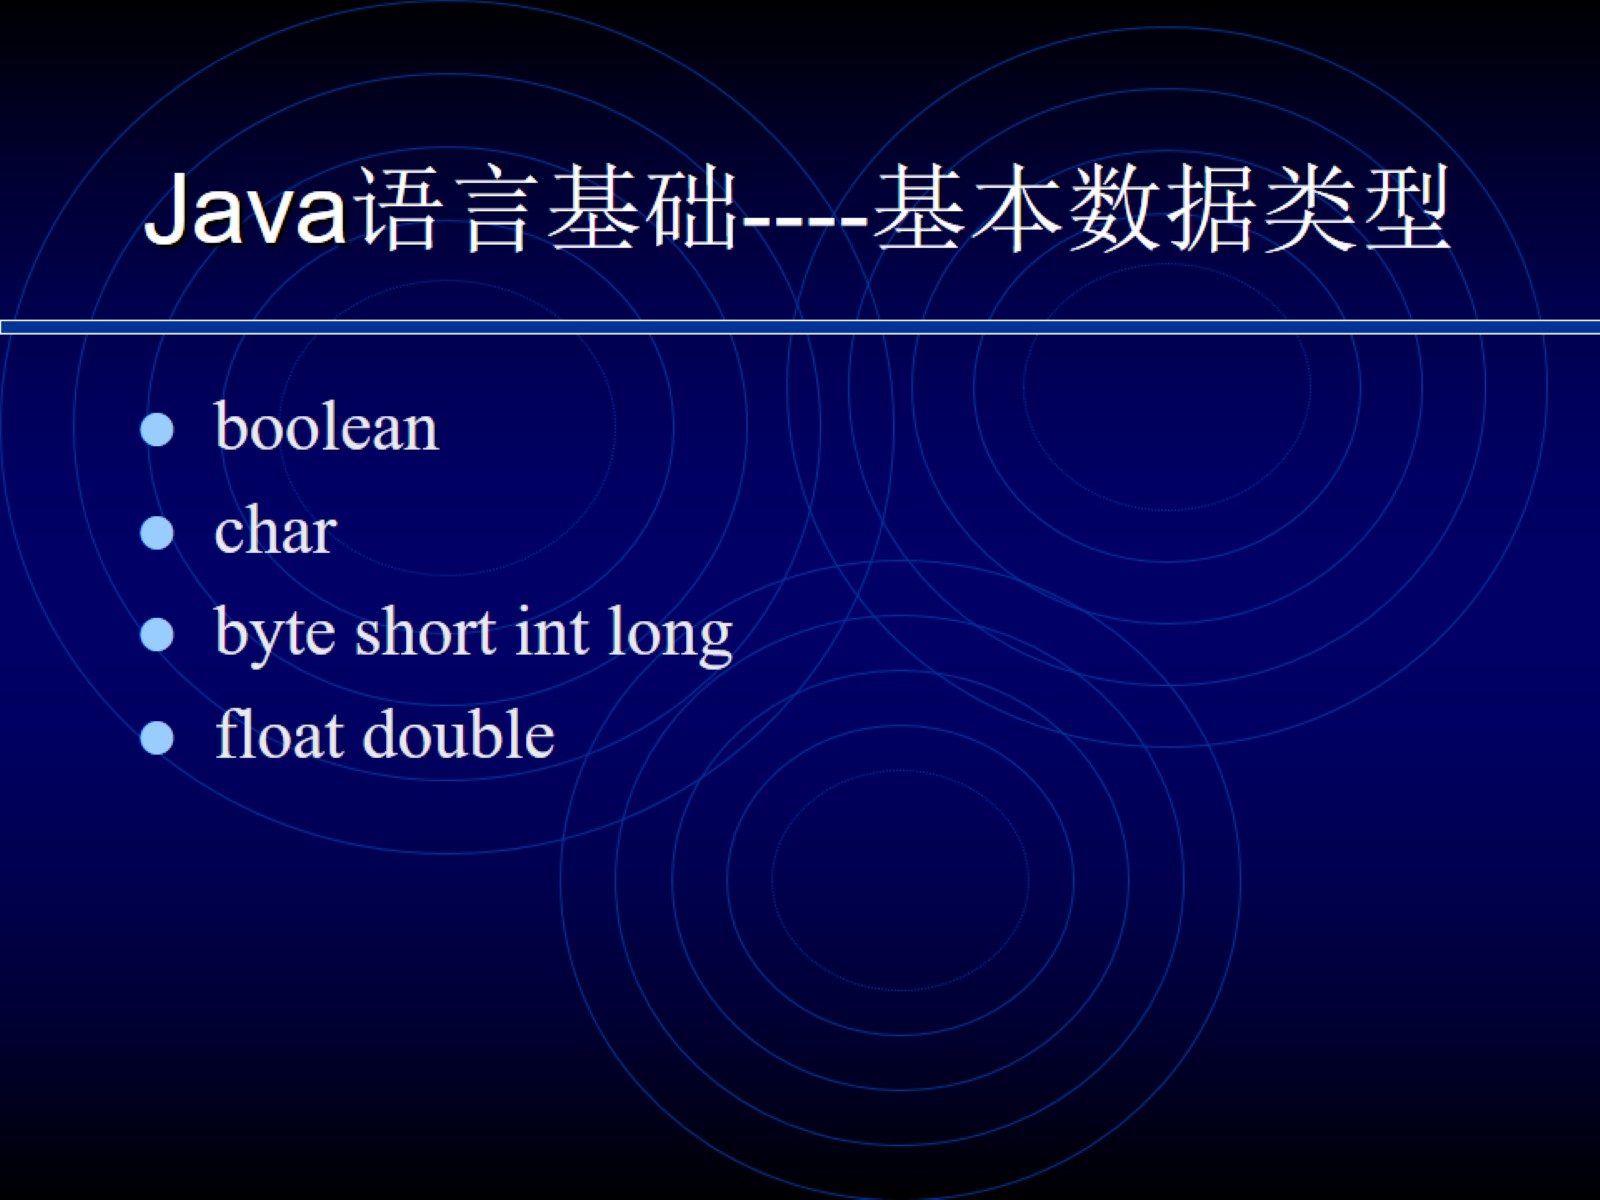 Java语言基础----基本数据类型
boolean
char
byte short int long
float double